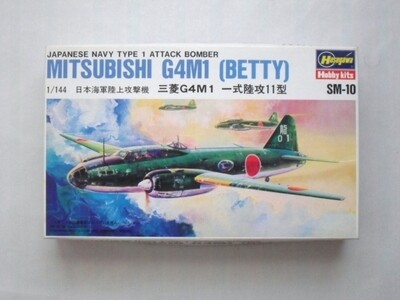 JAPANESE NAVY TYPE 1 ATTACK BOMBER
MITSUBISHI G4M1 (BETTY)
1/144 日本海軍陸上攻撃機 三菱G4M1 一式陸攻11型
Hasegawa
Hobby kits
SM-10